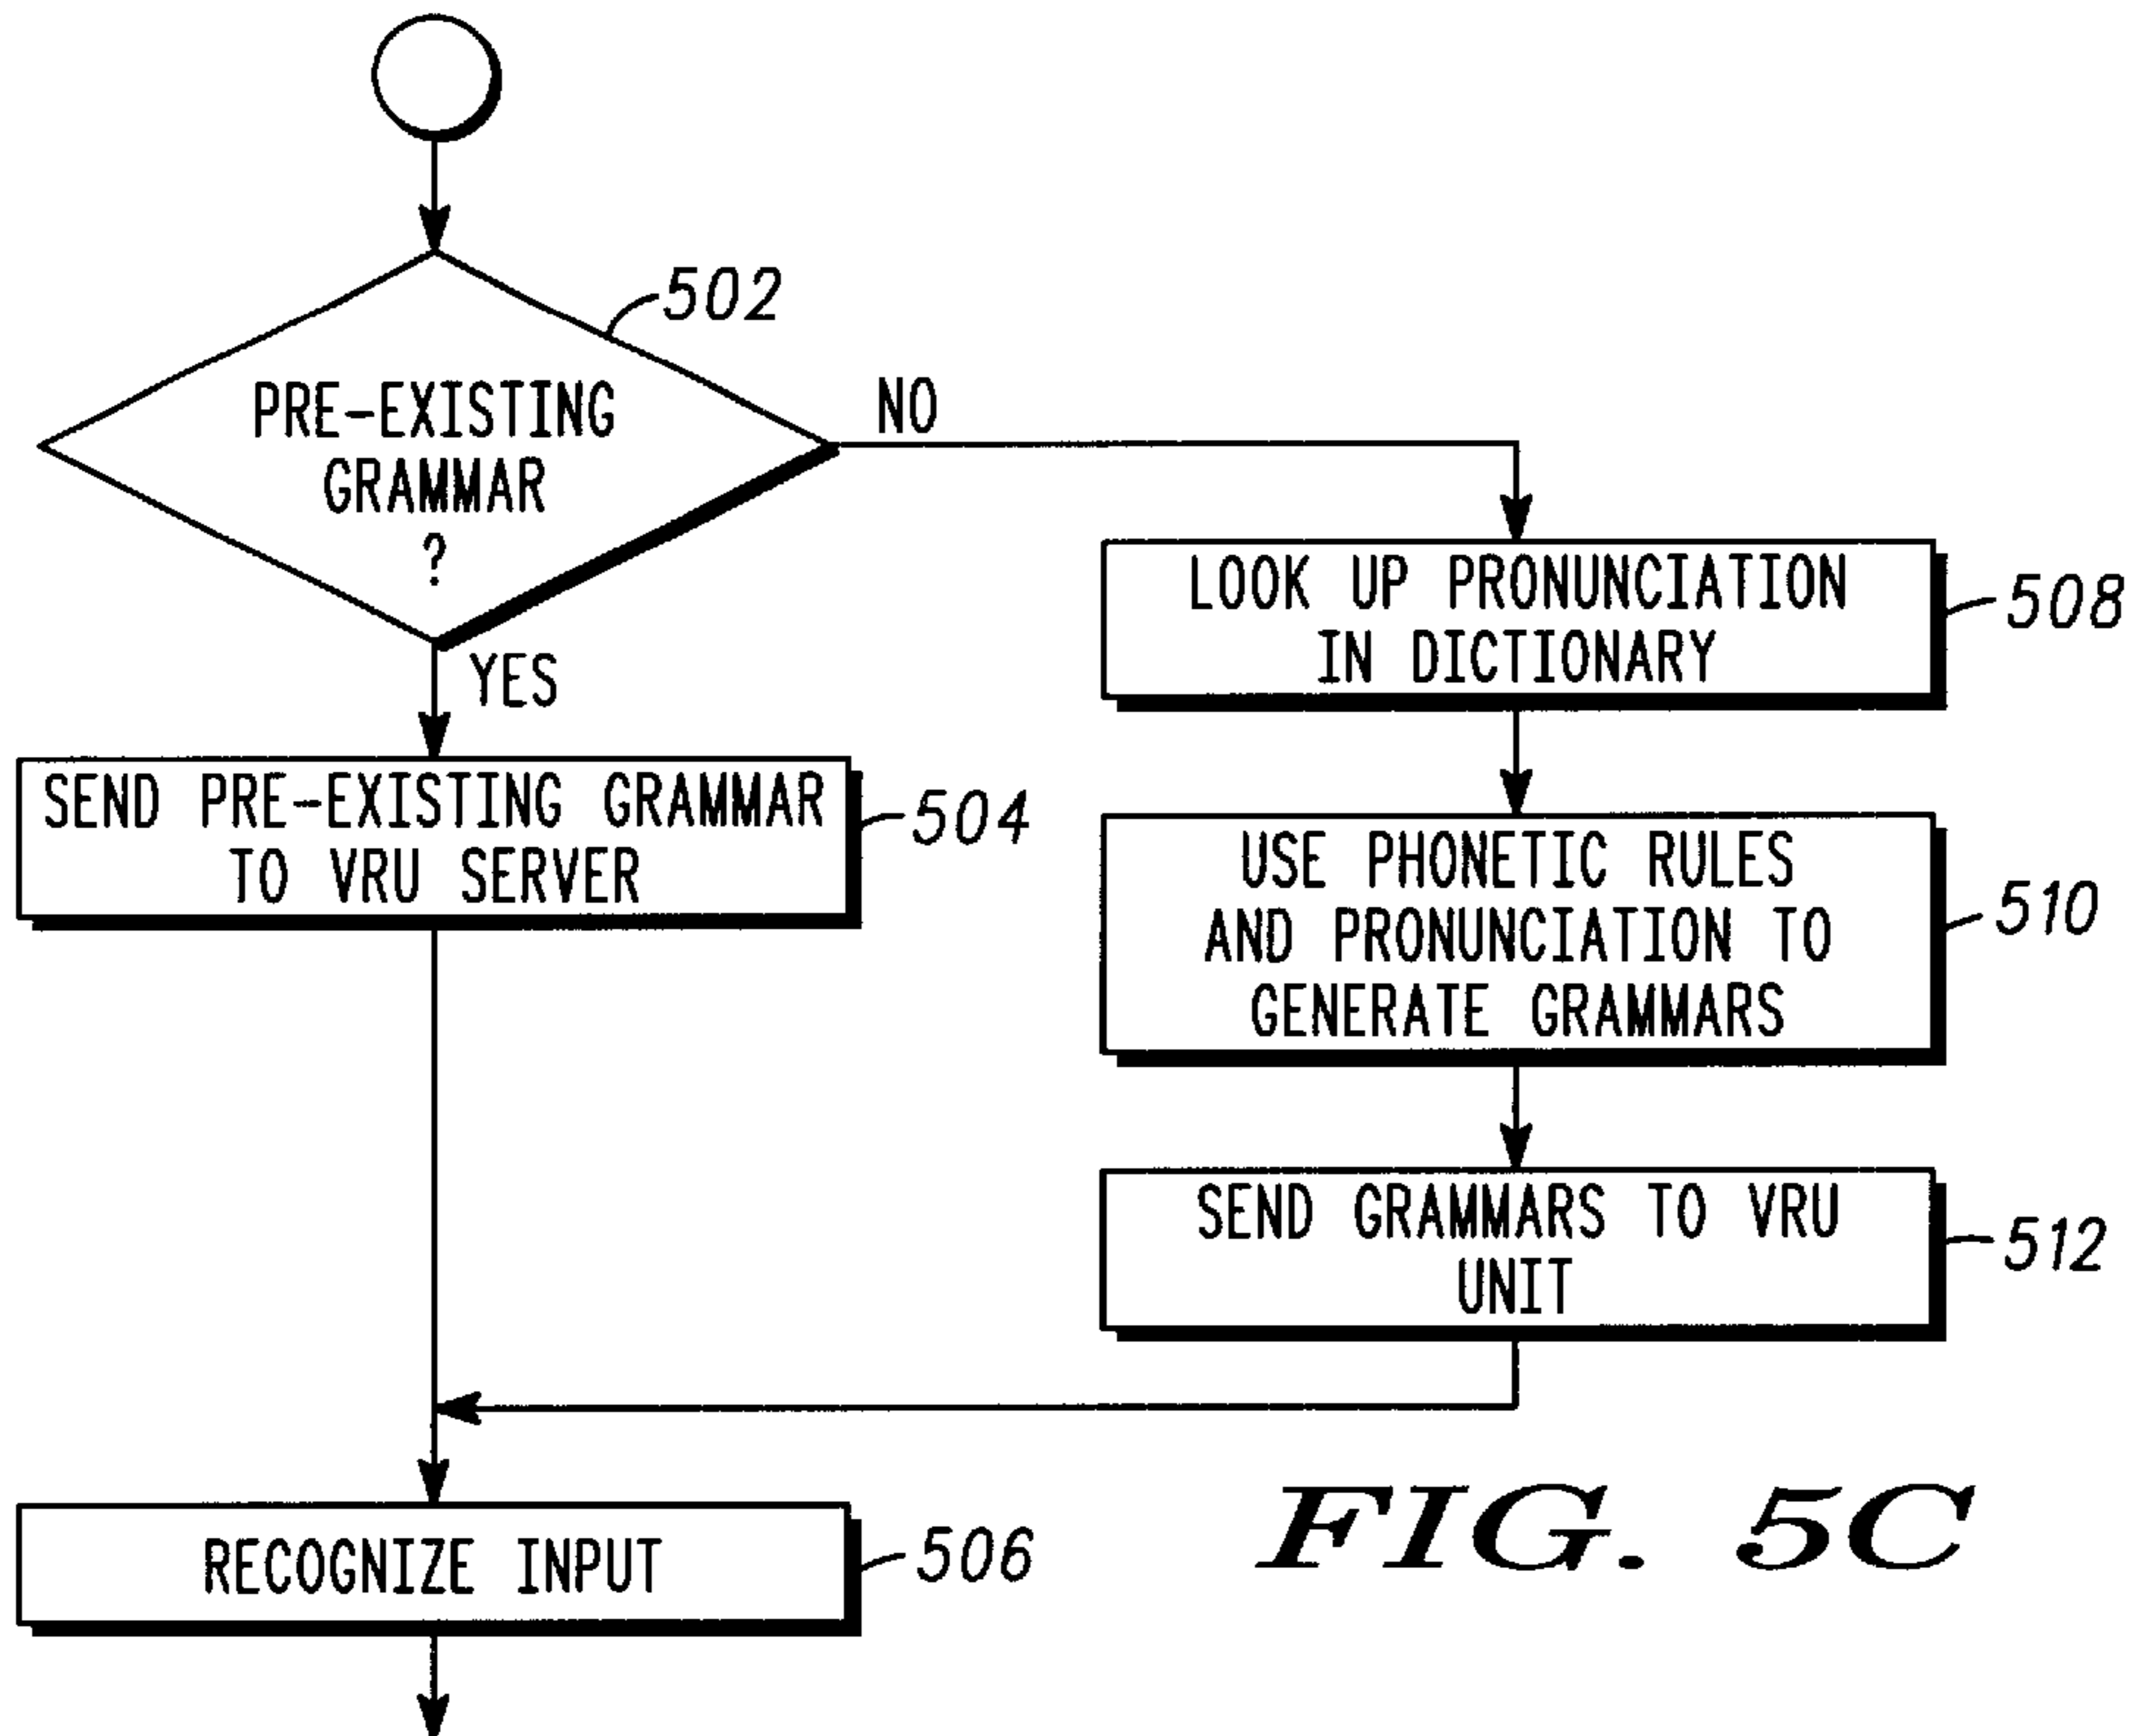 502
PRE-EXISTING
GRAMMAR
?
NO
YES
SEND PRE-EXISTING GRAMMAR
TO VRU SERVER
504
LOOK UP PRONUNCIATION
IN DICTIONARY
508
USE PHONETIC RULES
AND PRONUNCIATION TO
GENERATE GRAMMARS
510
SEND GRAMMARS TO VRU
UNIT
512
RECOGNIZE INPUT
506
FIG. 5C